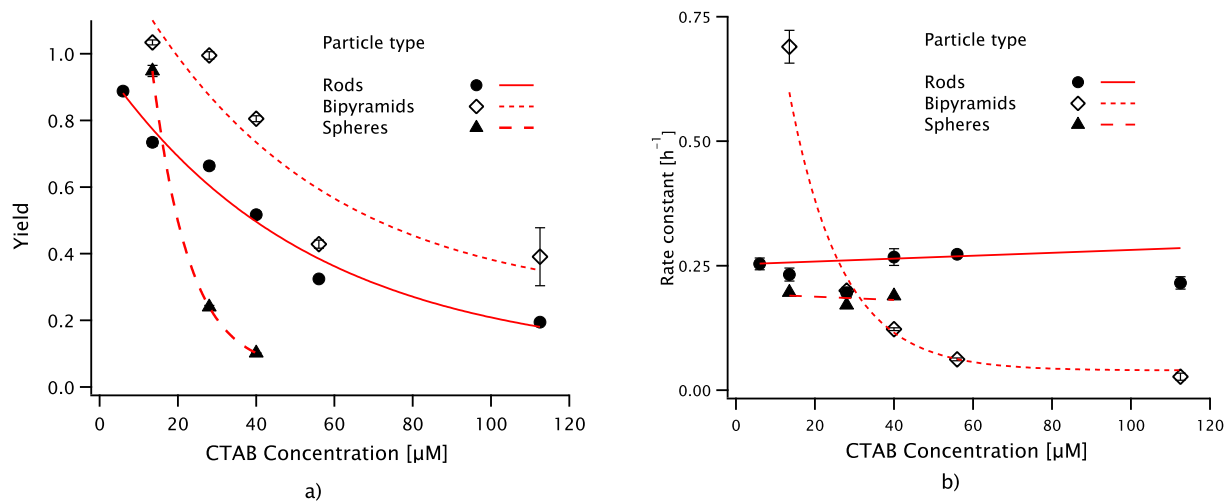 1.0
0.8
0.6
0.4
0.2
0.0
Yield
Particle type
Rods
Bipyramids
Spheres
0 20 40 60 80 100 120
CTAB Concentration [µM]
a)
0.75
0.50
0.25
0.00
Rate constant [h⁻¹]
Particle type
Rods
Bipyramids
Spheres
0 20 40 60 80 100 120
CTAB Concentration [µM]
b)